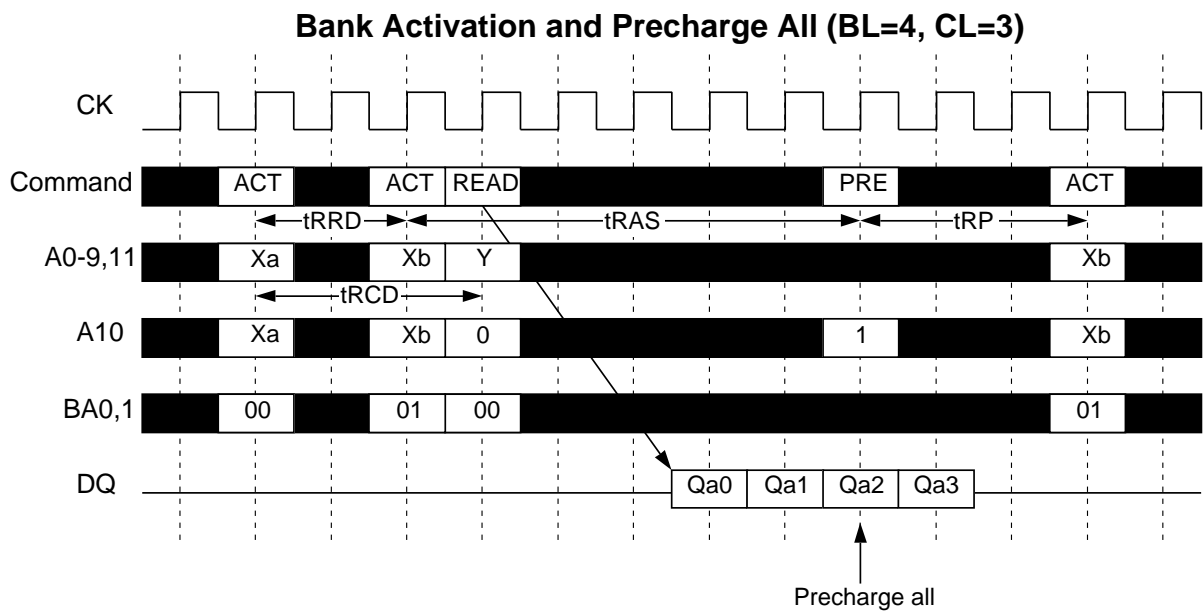 Bank Activation and Precharge All (BL=4, CL=3)
CK
Command ACT ACT READ PRE ACT
tRRD tRAS tRP
A0-9,11 Xa Xb Y Xb
tRCD
A10 Xa Xb 0 1 Xb
BA0,1 00 01 00 01
DQ Qa0 Qa1 Qa2 Qa3
Precharge all